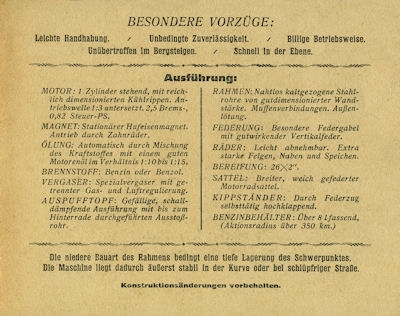 BESONDERE VORZÜGE:
Leichte Handhabung. / Unbedingte Zuverlässigkeit. / Billige Betriebsweise.
Unübertroffen im Bergsteigen. / Schnell in der Ebene.
Ausführung:
MOTOR: 1 Zylinder stehend, mit reich-
lich dimensionierten Kühlrippen. An-
triebswelle 1:3 untersetzt. 2,5 Brems-,
0,82 Steuer-PS.
MAGNET: Stationärer Hufeisenmagnet.
Antrieb durch Zahnräder.
ÖLUNG: Automatisch durch Mischung
des Kraftstoffes mit einem guten
Motorenöl im Verhältnis 1:10 bis 1:15.
BRENNSTOFF: Benzin oder Benzol.
VERGASER: Spezialvergaser mit ge-
trennter Gas- und Luftregulierung.
AUSPUFFTOPF: Gefällige, schall-
dämpfende Ausführung mit bis zum
Hinterrade durchgeführten Ausstoß-
rohr.
RAHMEN: Nahtlos kaltgezogene Stahl-
rohre von gutdimensionierter Wand-
stärke. Muffenverbindungen. Außen-
lötung.
FEDERUNG: Besondere Federgabel
mit gutwirkender Vertikalfeder.
RÄDER: Leicht abnehmbar. Extra
starke Felgen, Naben und Speichen.
BEREIFUNG: 26×2".
SATTEL: Breiter, weich gefederter
Motorradsattel.
KIPPSTÄNDER: Durch Federzug
selbsttätig hochklappend.
BENZINBEHÄLTER: Über 8 l fassend,
(Aktionsradius über 350 km.)
Die niedere Bauart des Rahmens bedingt eine tiefe Lagerung des Schwerpunktes.
Die Maschine liegt dadurch äußerst stabil in der Kurve oder bei schlüpfriger Straße.
Konstruktionsänderungen vorbehalten.